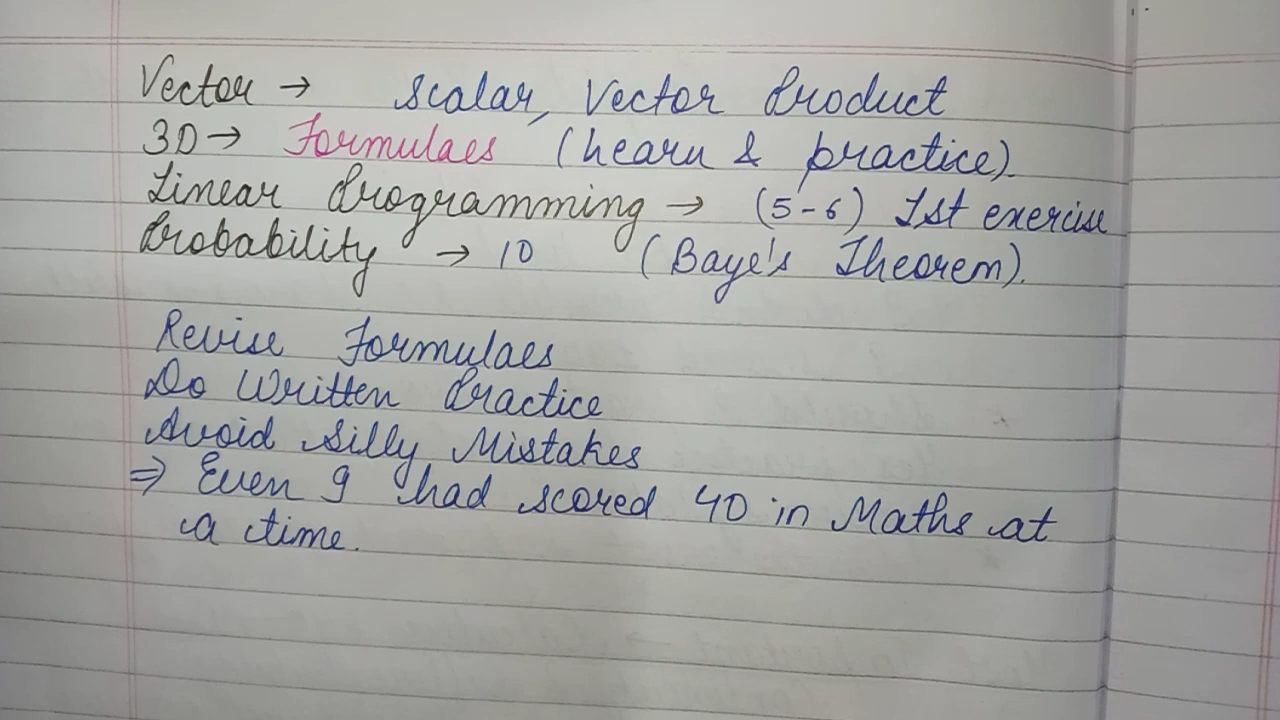 Vector → Scalar, Vector Product
3D → Formulaes (learn & practice)
Linear Programming → (5-6) 1st exercise
Probability → 10 (Baye's Theorem).
Revise Formulaes
Do Written Practice
Avoid Silly Mistakes
⇒ Even I had scored 40 in Maths at
a time.